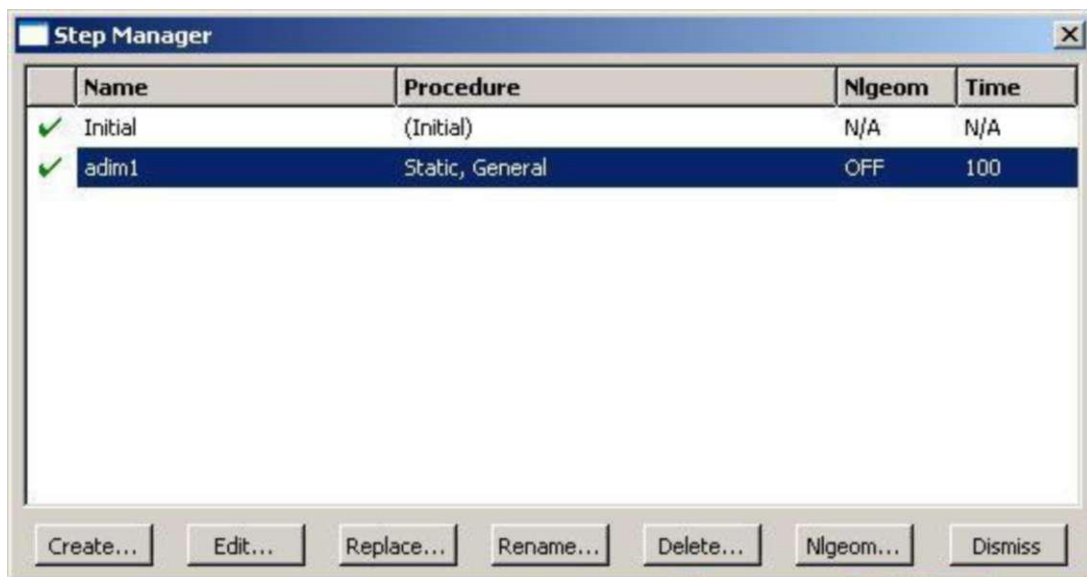 Step Manager
Name Procedure Nlgeom Time
Initial (Initial) N/A N/A
adim1 Static, General OFF 100
Create... Edit... Replace... Rename... Delete... Nlgeom... Dismiss